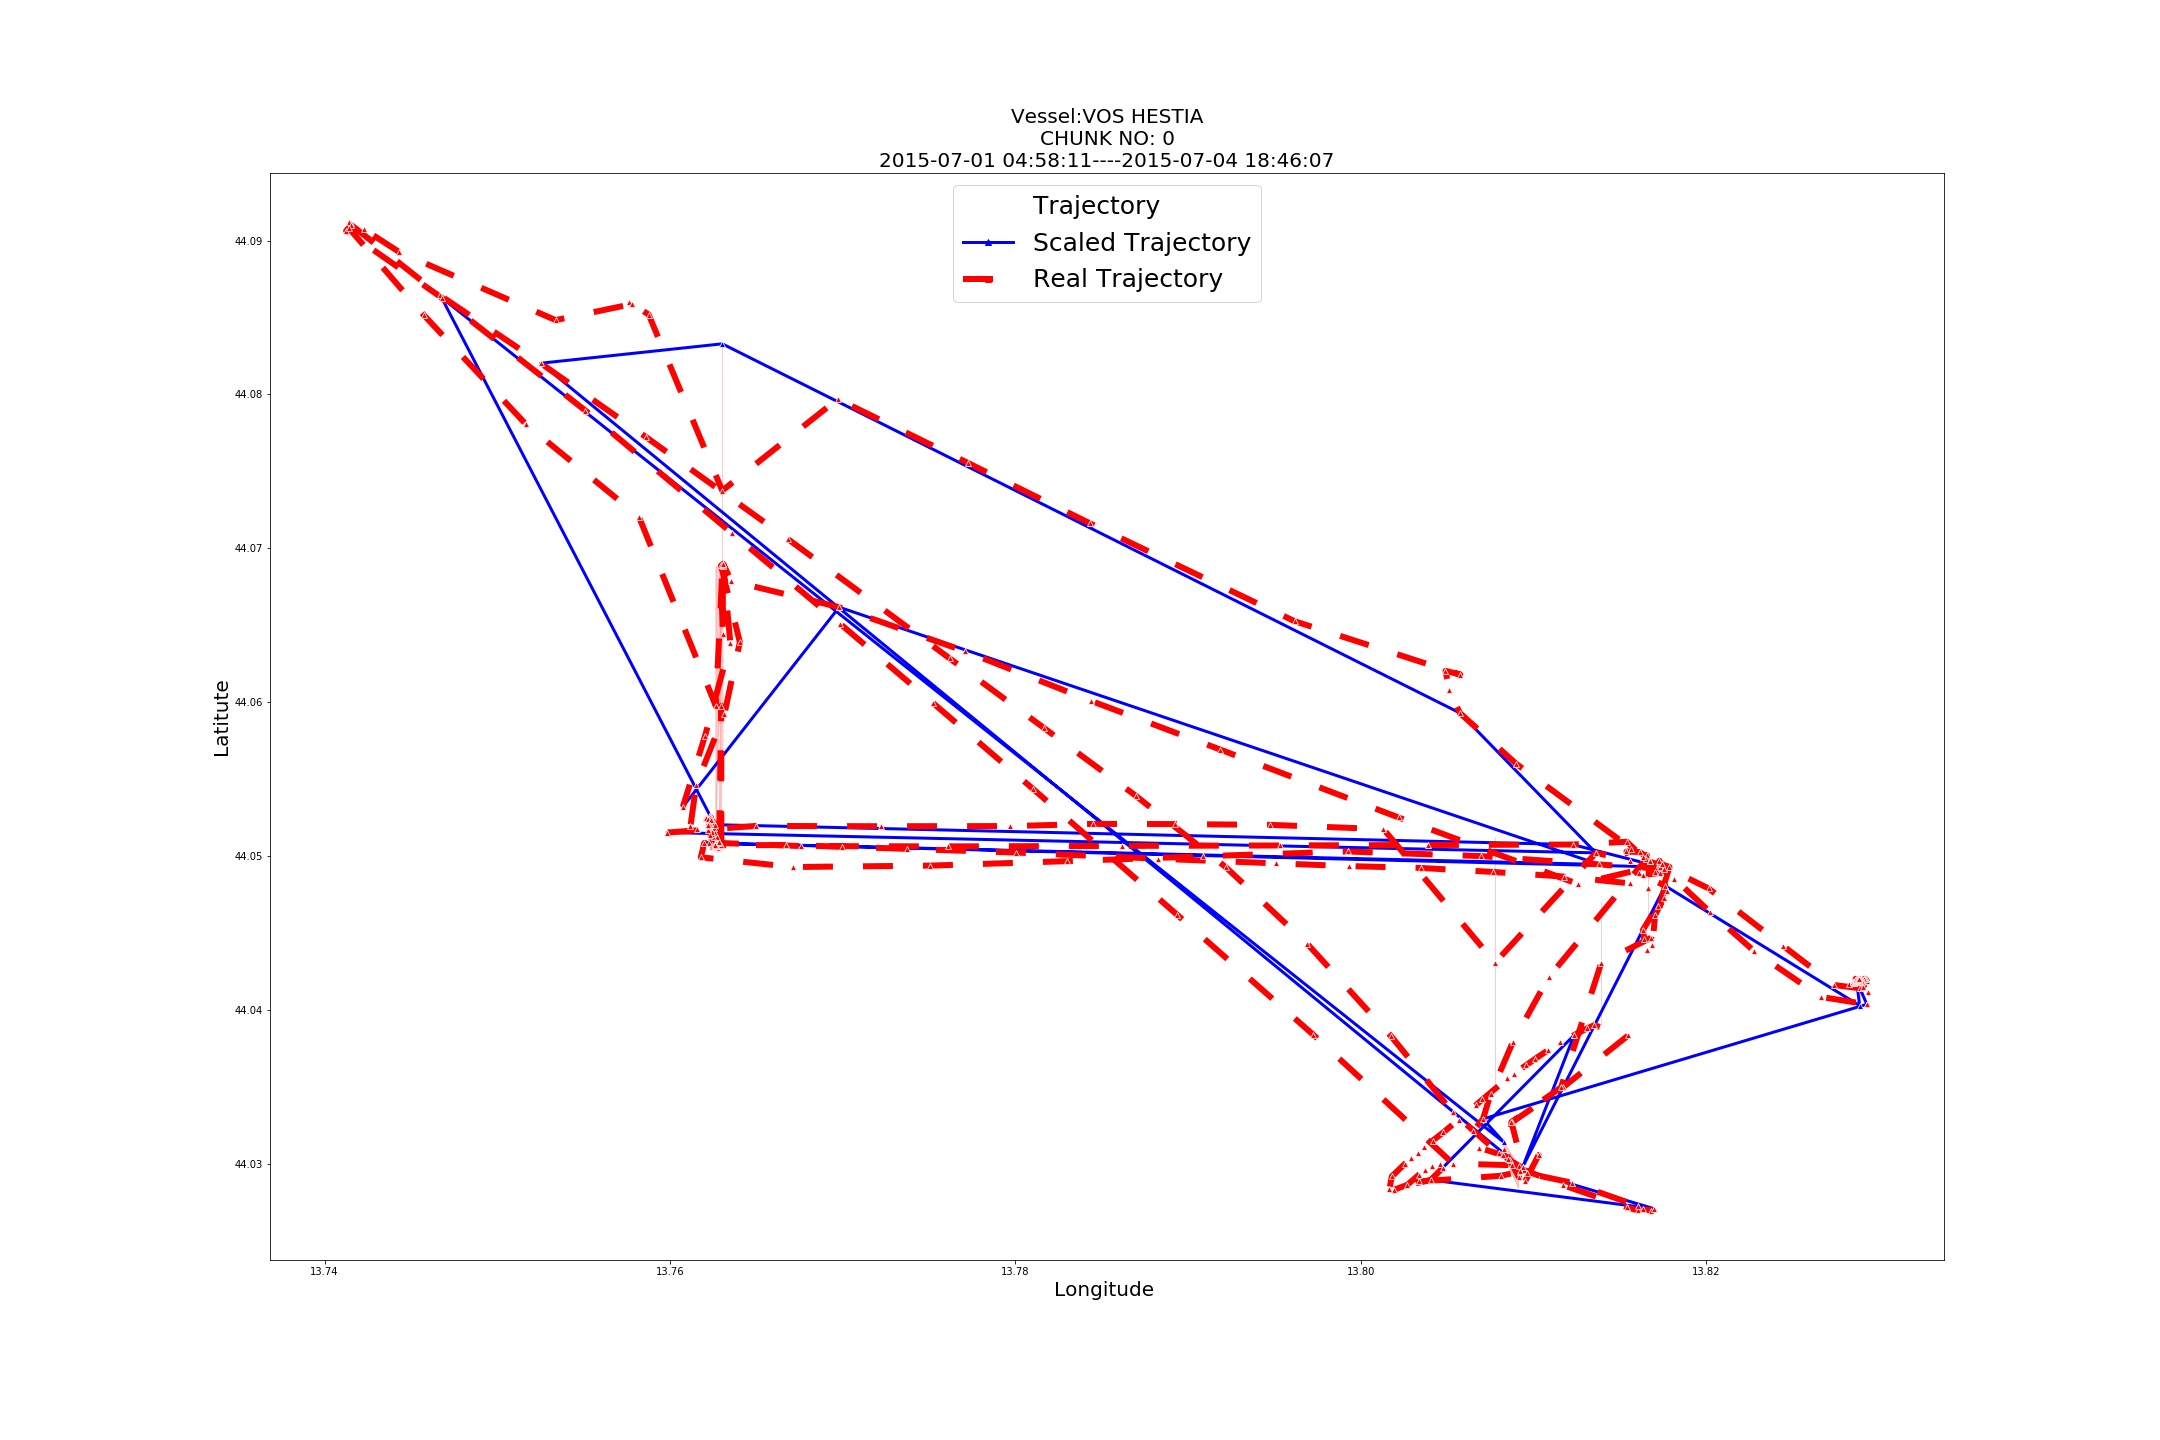 Vessel:VOS HESTIA
CHUNK NO: 0
2015-07-01 04:58:11----2015-07-04 18:46:07
Trajectory
Scaled Trajectory
Real Trajectory
44.09
44.08
44.07
44.06
44.05
44.04
44.03
Latitute
13.74
13.76
13.78
13.80
13.82
Longitude